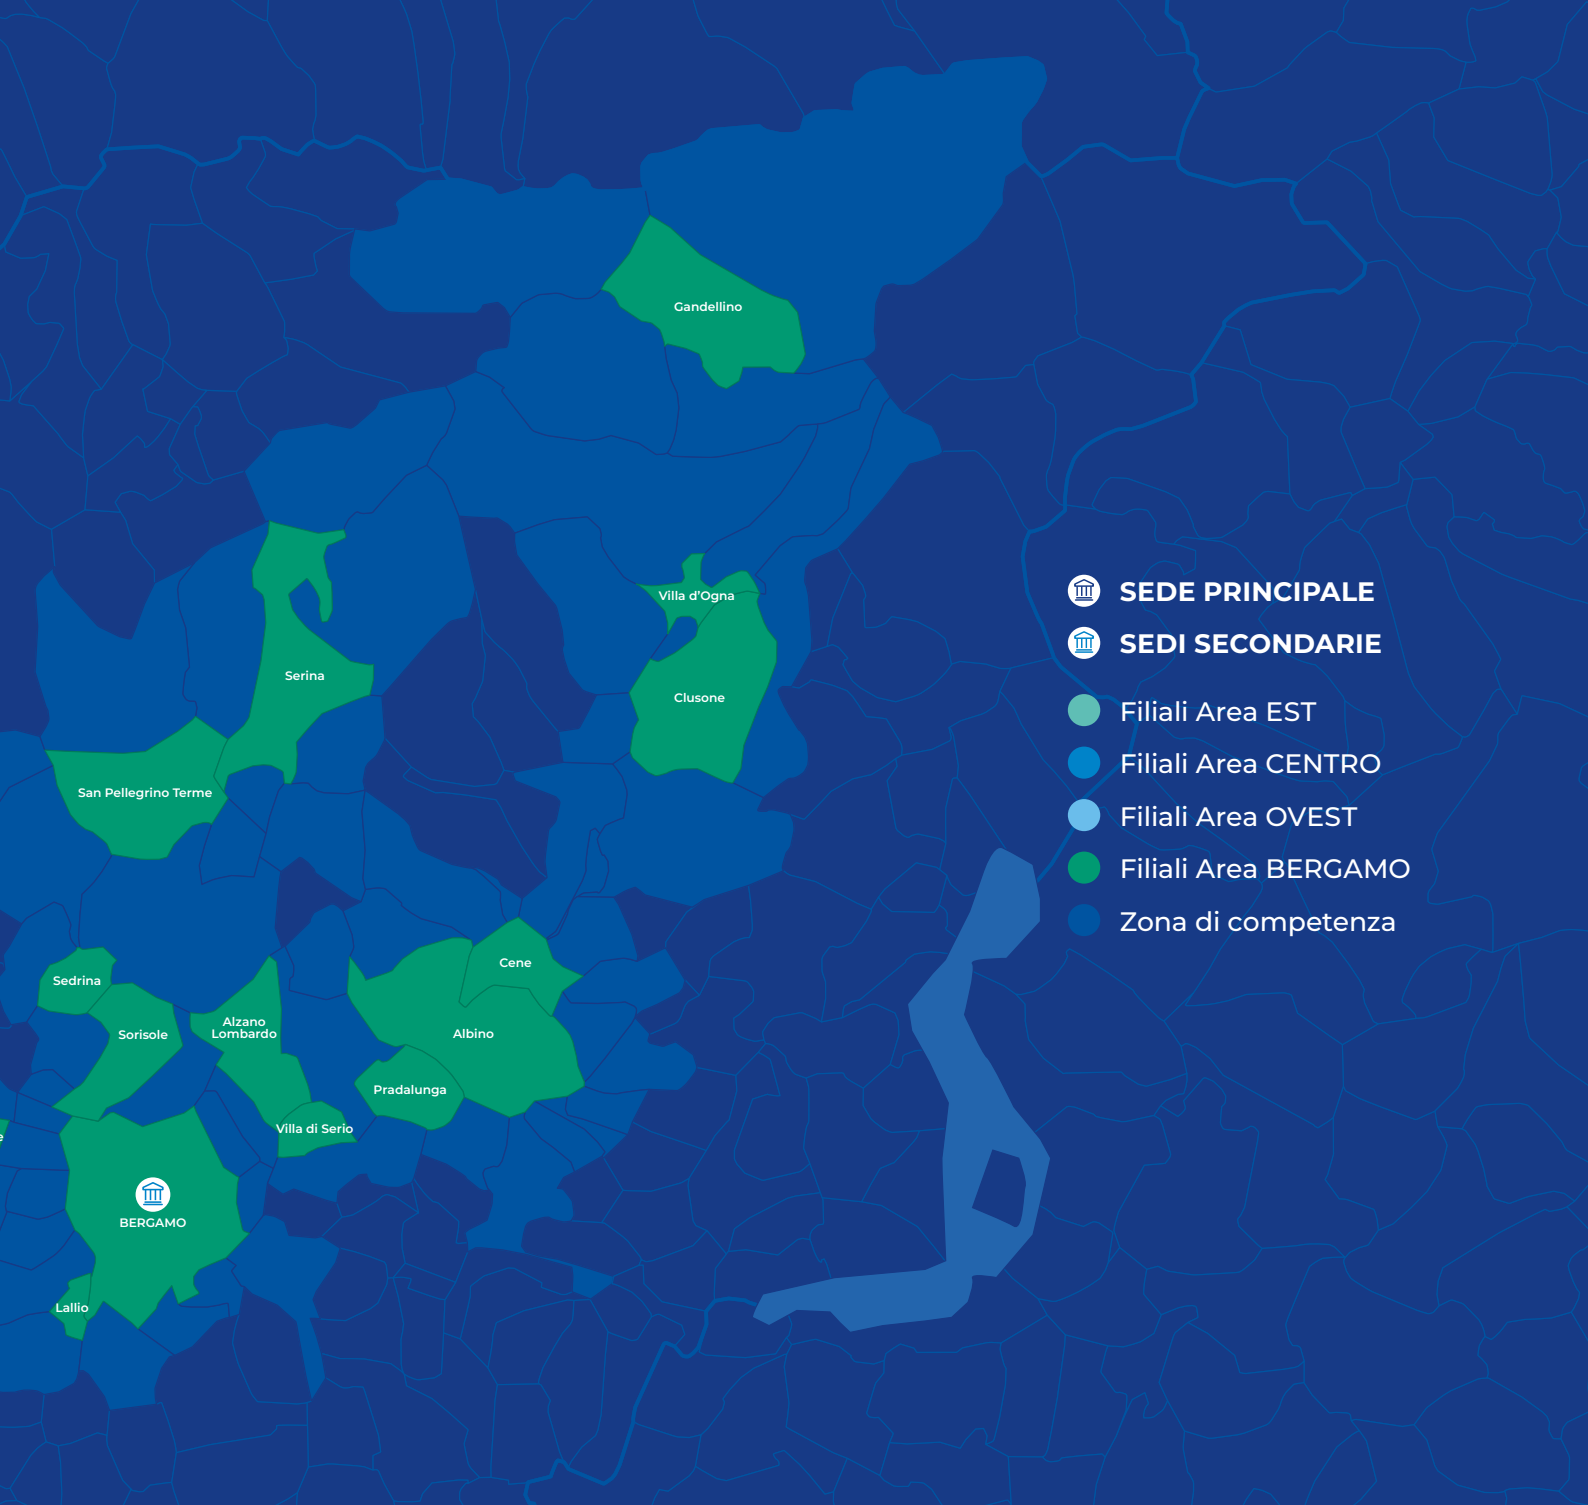 Gandellino
Villa d'Ogna
SEDE PRINCIPALE
SEDI SECONDARIE
Serina
Clusone
Filiali Area EST
Filiali Area CENTRO
San Pellegrino Terme
Filiali Area OVEST
Filiali Area BERGAMO
Zona di competenza
Cene
Sedrina
Alzano
Lombardo
Sorisole
Albino
Pradalunga
Villa di Serio
e
BERGAMO
Lallio